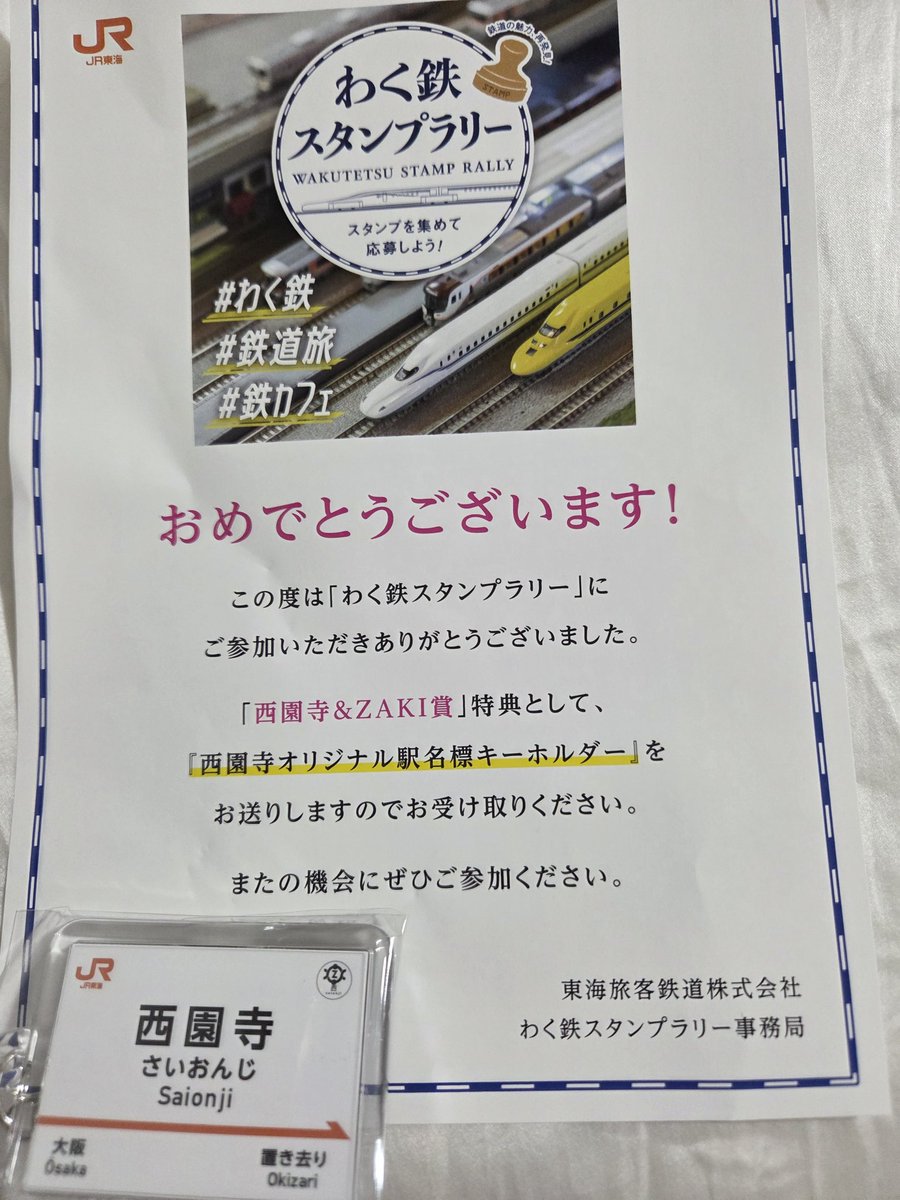 JR
JR東海
鉄道の魅力、再発見!
STAMP
わく鉄
スタンプラリー
WAKUTETSU STAMP RALLY
スタンプを集めて
応募しよう!
#わく鉄
#鉄道旅
#鉄カフェ
おめでとうございます!
この度は「わく鉄スタンプラリー」に
ご参加いただきありがとうございました。
「西園寺&ZAKI賞」特典として、
『西園寺オリジナル駅名標キーホルダー』を
お送りしますのでお受け取りください。
またの機会にぜひご参加ください。
東海旅客鉄道株式会社
わく鉄スタンプラリー事務局
JR
JR東海
西園寺
さいおんじ
Saionji
大阪
Ōsaka
置き去り
Okizari